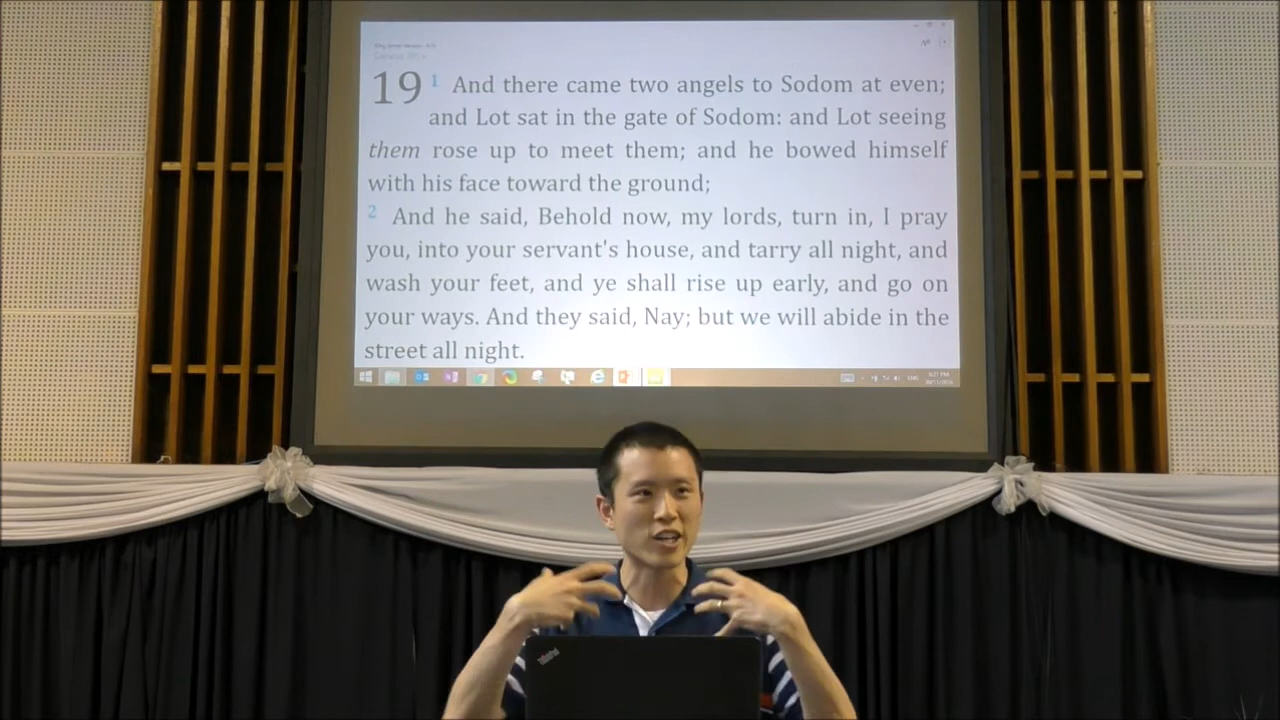 19 1 And there came two angels to Sodom at even;
and Lot sat in the gate of Sodom: and Lot seeing
them rose up to meet them; and he bowed himself
with his face toward the ground;
2 And he said, Behold now, my lords, turn in, I pray
you, into your servant's house, and tarry all night, and
wash your feet, and ye shall rise up early, and go on
your ways. And they said, Nay; but we will abide in the
street all night.
ENG
ThinkPad